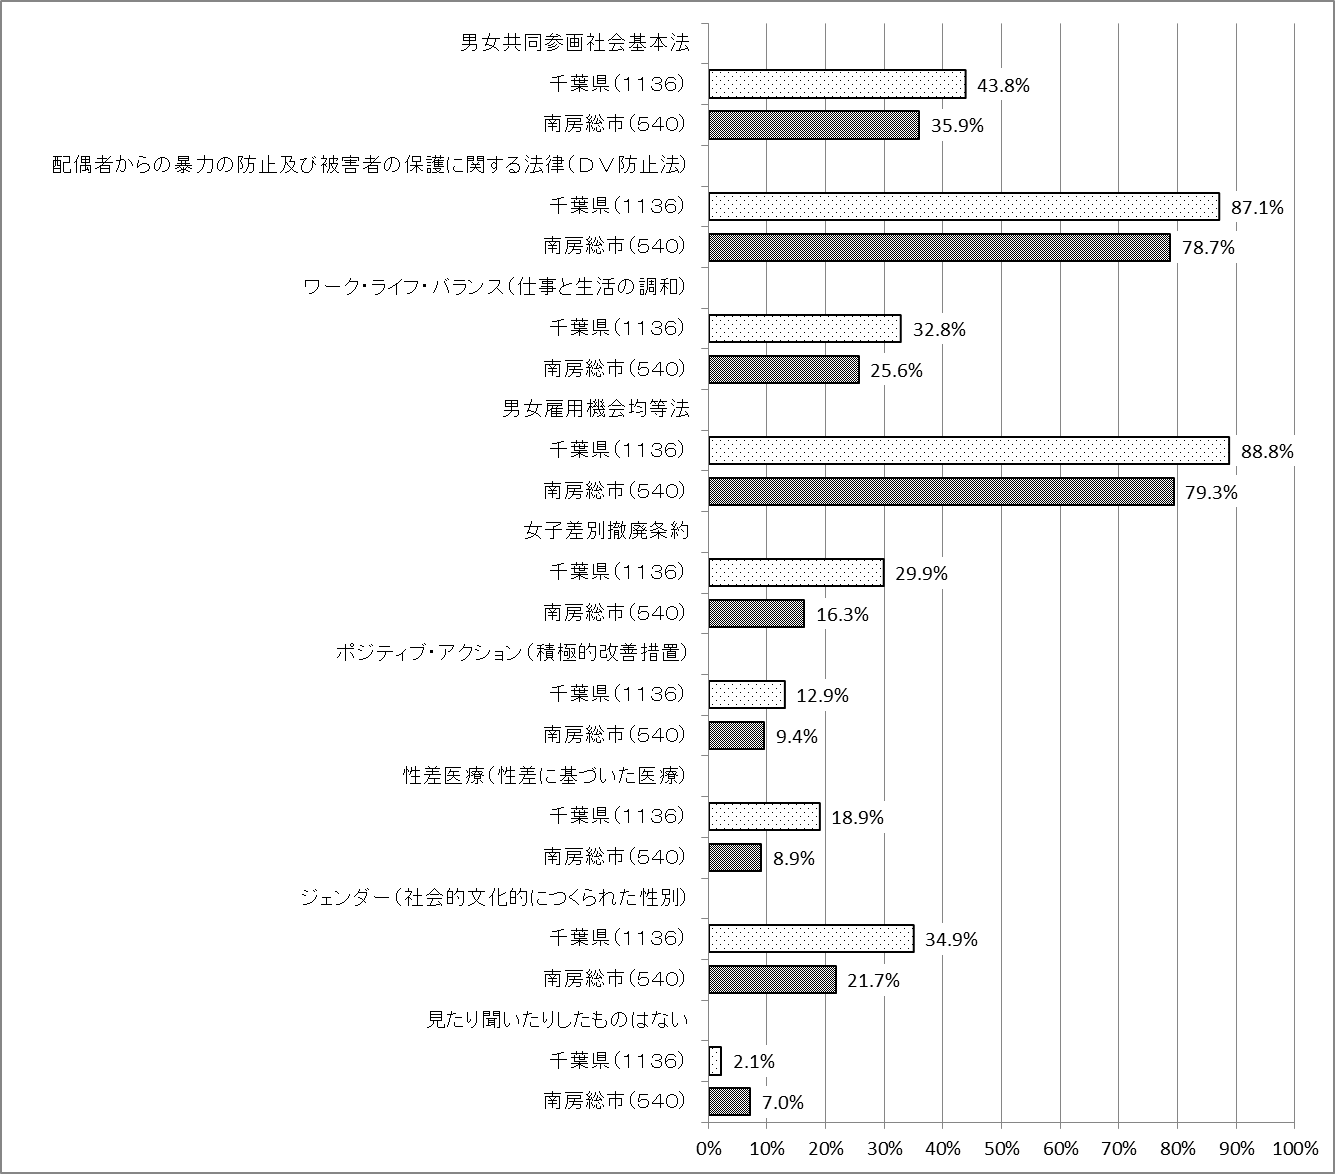 男女共同参画社会基本法
千葉県（１１３６） 43.8%
南房総市（５４０） 35.9%
配偶者からの暴力の防止及び被害者の保護に関する法律（ＤＶ防止法）
千葉県（１１３６） 87.1%
南房総市（５４０） 78.7%
ワーク・ライフ・バランス（仕事と生活の調和）
千葉県（１１３６） 32.8%
南房総市（５４０） 25.6%
男女雇用機会均等法
千葉県（１１３６） 88.8%
南房総市（５４０） 79.3%
女子差別撤廃条約
千葉県（１１３６） 29.9%
南房総市（５４０） 16.3%
ポジティブ・アクション（積極的改善措置）
千葉県（１１３６） 12.9%
南房総市（５４０） 9.4%
性差医療（性差に基づいた医療）
千葉県（１１３６） 18.9%
南房総市（５４０） 8.9%
ジェンダー（社会的文化的につくられた性別）
千葉県（１１３６） 34.9%
南房総市（５４０） 21.7%
見たり聞いたりしたものはない
千葉県（１１３６） 2.1%
南房総市（５４０） 7.0%
0% 10% 20% 30% 40% 50% 60% 70% 80% 90% 100%